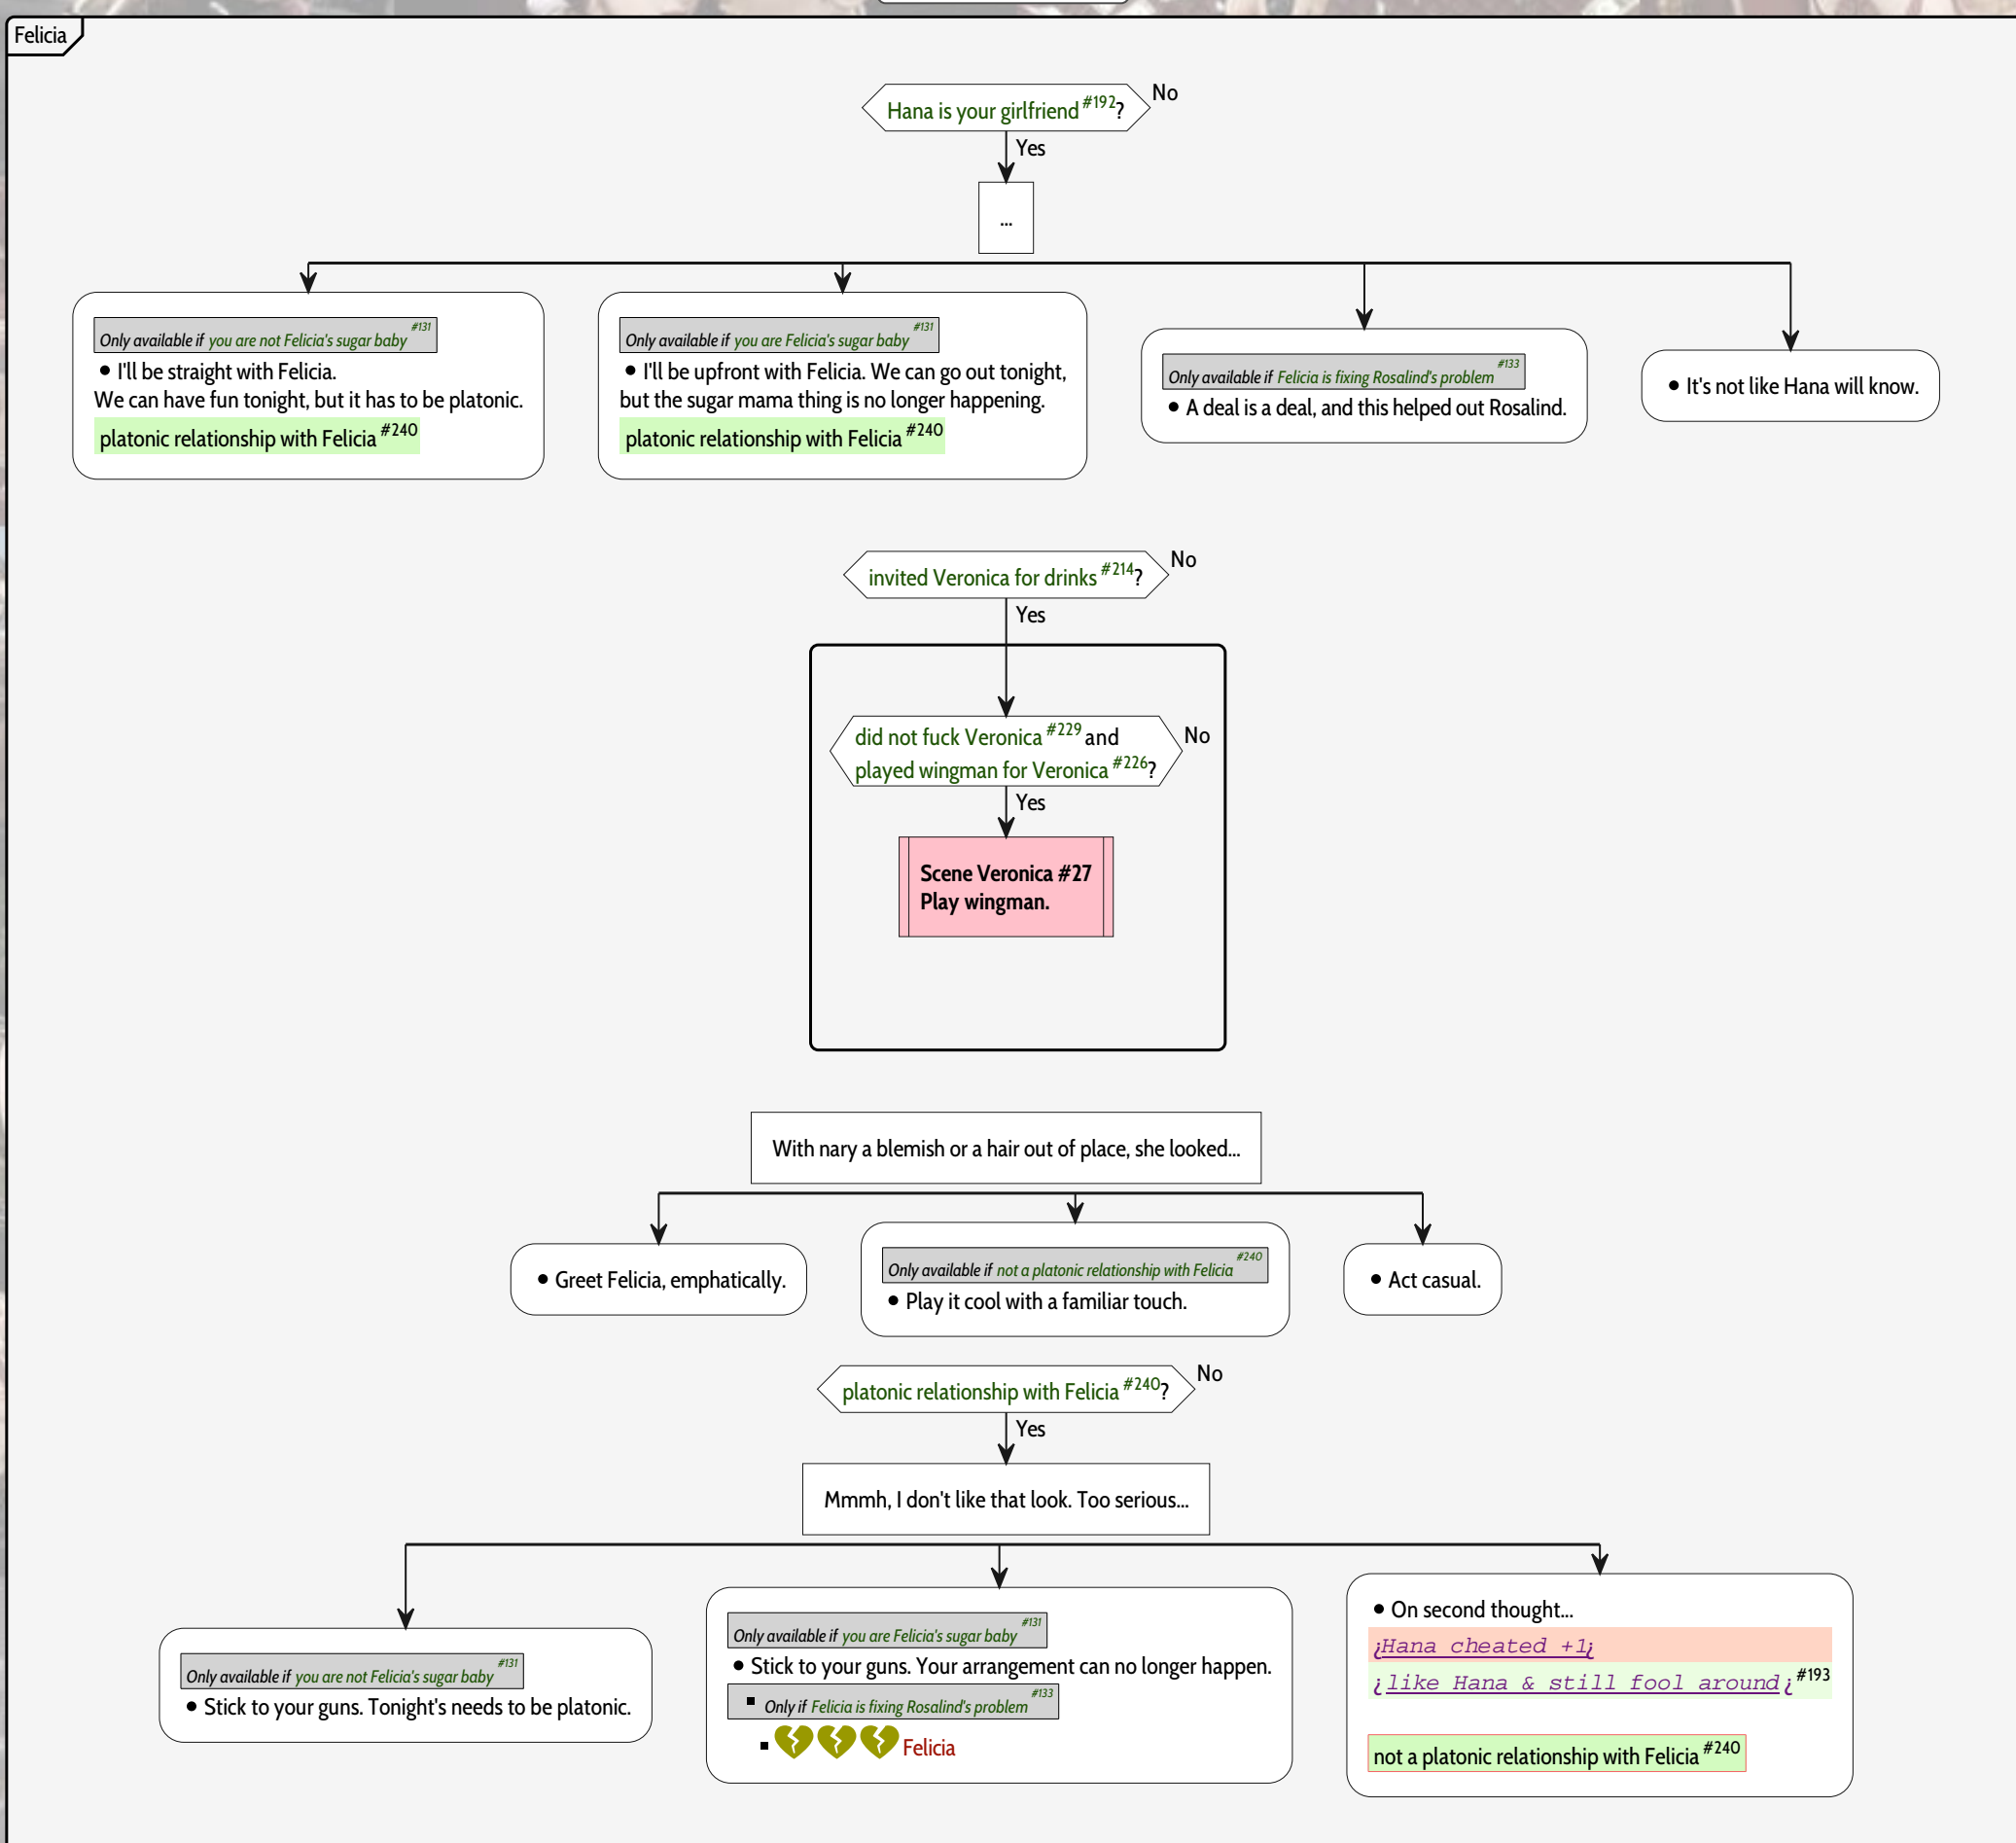 Felicia
Hana is your girlfriend #192?
No
Yes
...
Only available if you are not Felicia's sugar baby #131
● I'll be straight with Felicia.
We can have fun tonight, but it has to be platonic.
platonic relationship with Felicia #240
Only available if you are Felicia's sugar baby #131
● I'll be upfront with Felicia. We can go out tonight,
but the sugar mama thing is no longer happening.
platonic relationship with Felicia #240
Only available if Felicia is fixing Rosalind's problem #133
● A deal is a deal, and this helped out Rosalind.
● It's not like Hana will know.
invited Veronica for drinks #214?
No
Yes
did not fuck Veronica #229 and
played wingman for Veronica #226?
No
Yes
Scene Veronica #27
Play wingman.
With nary a blemish or a hair out of place, she looked...
● Greet Felicia, emphatically.
Only available if not a platonic relationship with Felicia #240
● Play it cool with a familiar touch.
● Act casual.
platonic relationship with Felicia #240?
No
Yes
Mmmh, I don't like that look. Too serious...
Only available if you are not Felicia's sugar baby #131
● Stick to your guns. Tonight's needs to be platonic.
Only available if you are Felicia's sugar baby #131
● Stick to your guns. Your arrangement can no longer happen.
■ Only if Felicia is fixing Rosalind's problem #133
■ Felicia
● On second thought...
¿Hana cheated +1¿
¿like Hana & still fool around¿ #193
not a platonic relationship with Felicia #240